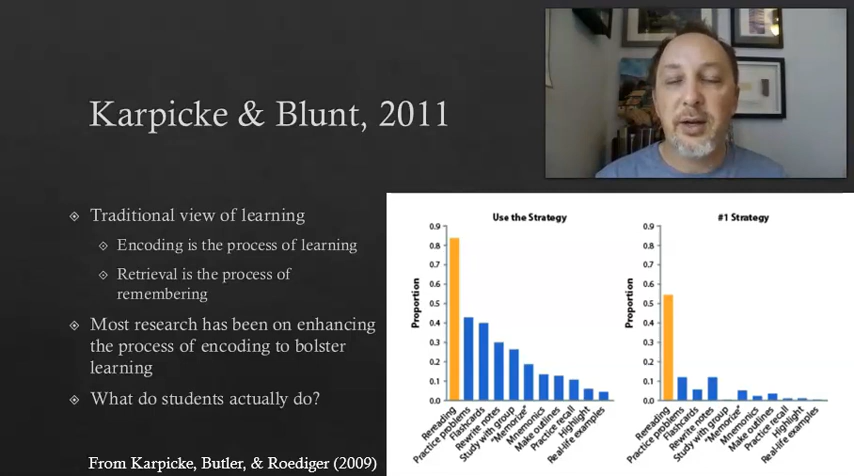 Karpicke & Blunt, 2011
Traditional view of learning
Encoding is the process of learning
Retrieval is the process of
remembering
Most research has been on enhancing
the process of encoding to bolster
learning
What do students actually do?
From Karpicke, Butler, & Roediger (2009)
Use the Strategy
Proportion
0.9
0.8
0.7
0.6
0.5
0.4
0.3
0.2
0.1
0.0
Rereading
Practice problems
Flashcards
Rewrite notes
Study with group
"Memorize"
Mnemonics
Make outlines
Practice recall
Highlight
Real-life examples
#1 Strategy
Proportion
0.9
0.8
0.7
0.6
0.5
0.4
0.3
0.2
0.1
0.0
Rereading
Practice problems
Flashcards
Rewrite notes
Study with group
"Memorize"
Mnemonics
Make outlines
Practice recall
Highlight
Real-life examples